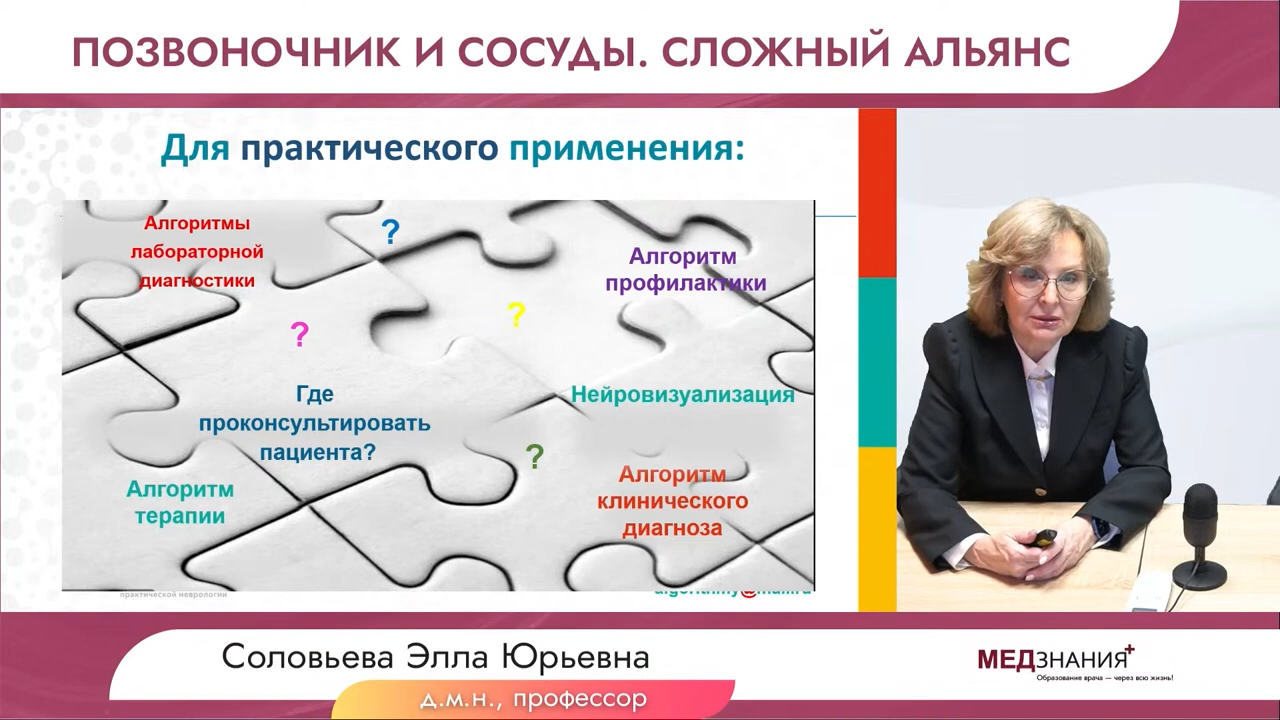 ПОЗВОНОЧНИК И СОСУДЫ. СЛОЖНЫЙ АЛЬЯНС
Для практического применения:
Алгоритмы
лабораторной
диагностики
?
Алгоритм
профилактики
?
?
Где
проконсультировать
пациента?
Нейровизуализация
?
Алгоритм
терапии
Алгоритм
клинического
диагноза
практической неврологии
Соловьева Элла Юрьевна
д.м.н., профессор
МЕДЗНАНИЯ+
Образование врача — через всю жизнь!